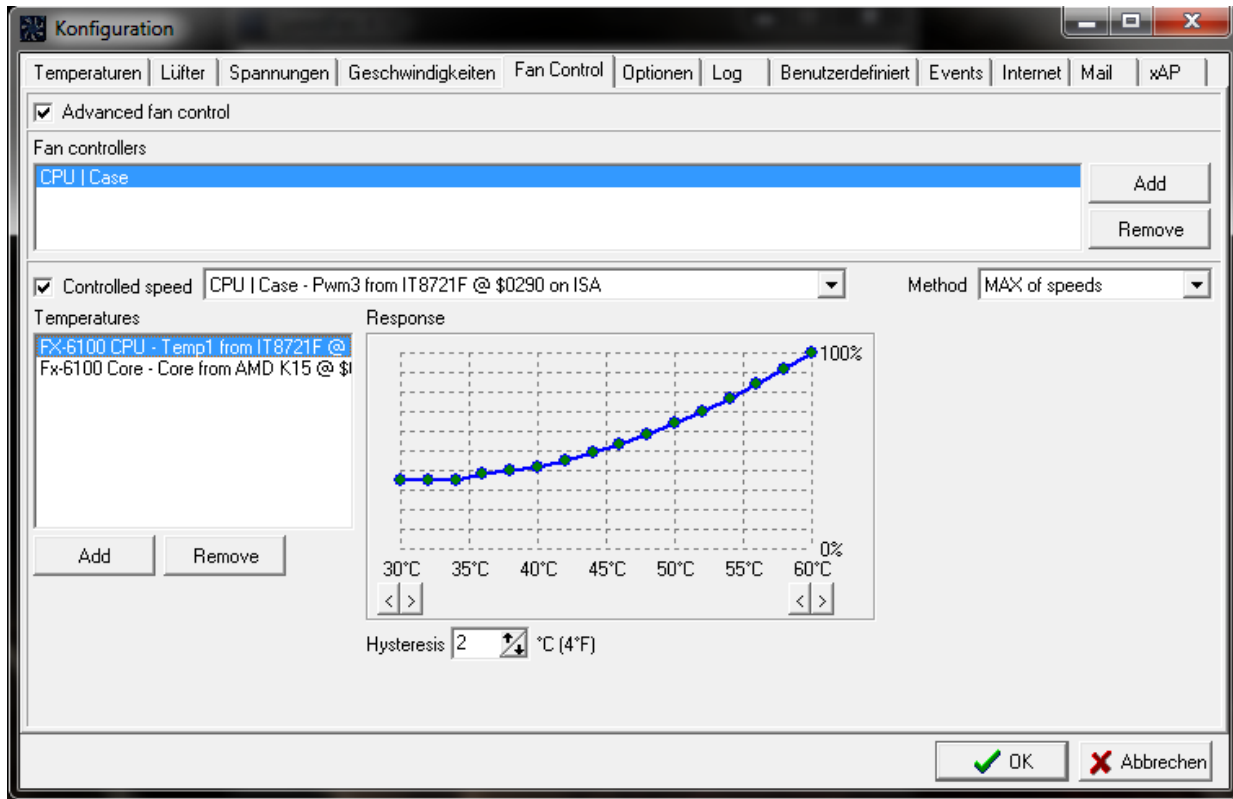 Konfiguration
Temperaturen Lüfter Spannungen Geschwindigkeiten Fan Control Optionen Log Benutzerdefiniert Events Internet Mail xAP
Advanced fan control
Fan controllers
CPU | Case
Add
Remove
Controlled speed CPU | Case - Pwm3 from IT8721F @ $0290 on ISA Method MAX of speeds
Temperatures Response
FX-6100 CPU - Temp1 from IT8721F @
Fx-6100 Core - Core from AMD K15 @
100%
0%
30°C 35°C 40°C 45°C 50°C 55°C 60°C
< > < >
Add Remove
Hysteresis 2 °C (4°F)
OK Abbrechen